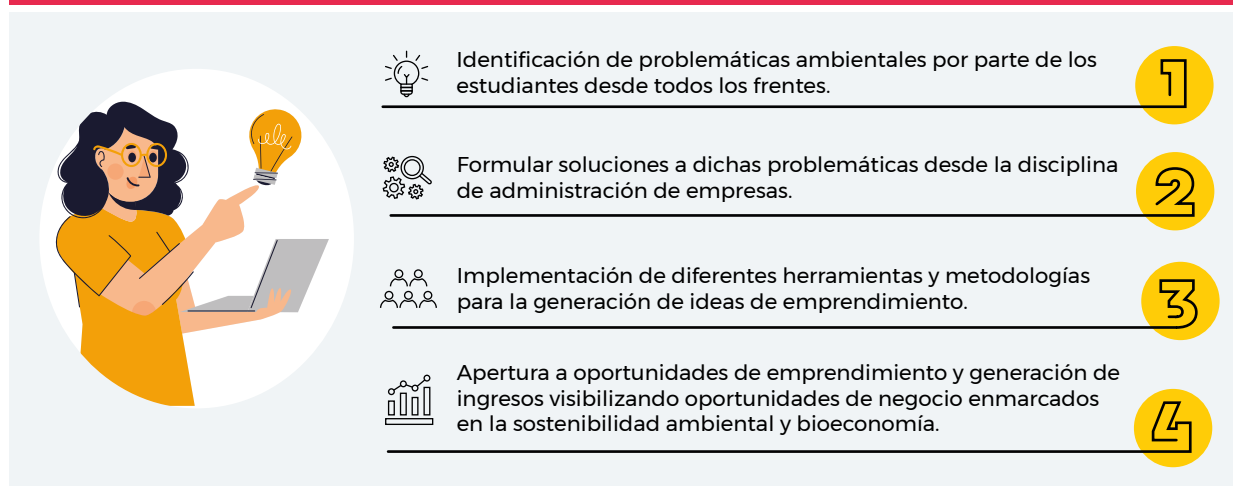 Identificación de problemáticas ambientales por parte de los
estudiantes desde todos los frentes.
1
Formular soluciones a dichas problemáticas desde la disciplina
de administración de empresas.
2
Implementación de diferentes herramientas y metodologías
para la generación de ideas de emprendimiento.
3
Apertura a oportunidades de emprendimiento y generación de
ingresos visibilizando oportunidades de negocio enmarcados
en la sostenibilidad ambiental y bioeconomía.
4